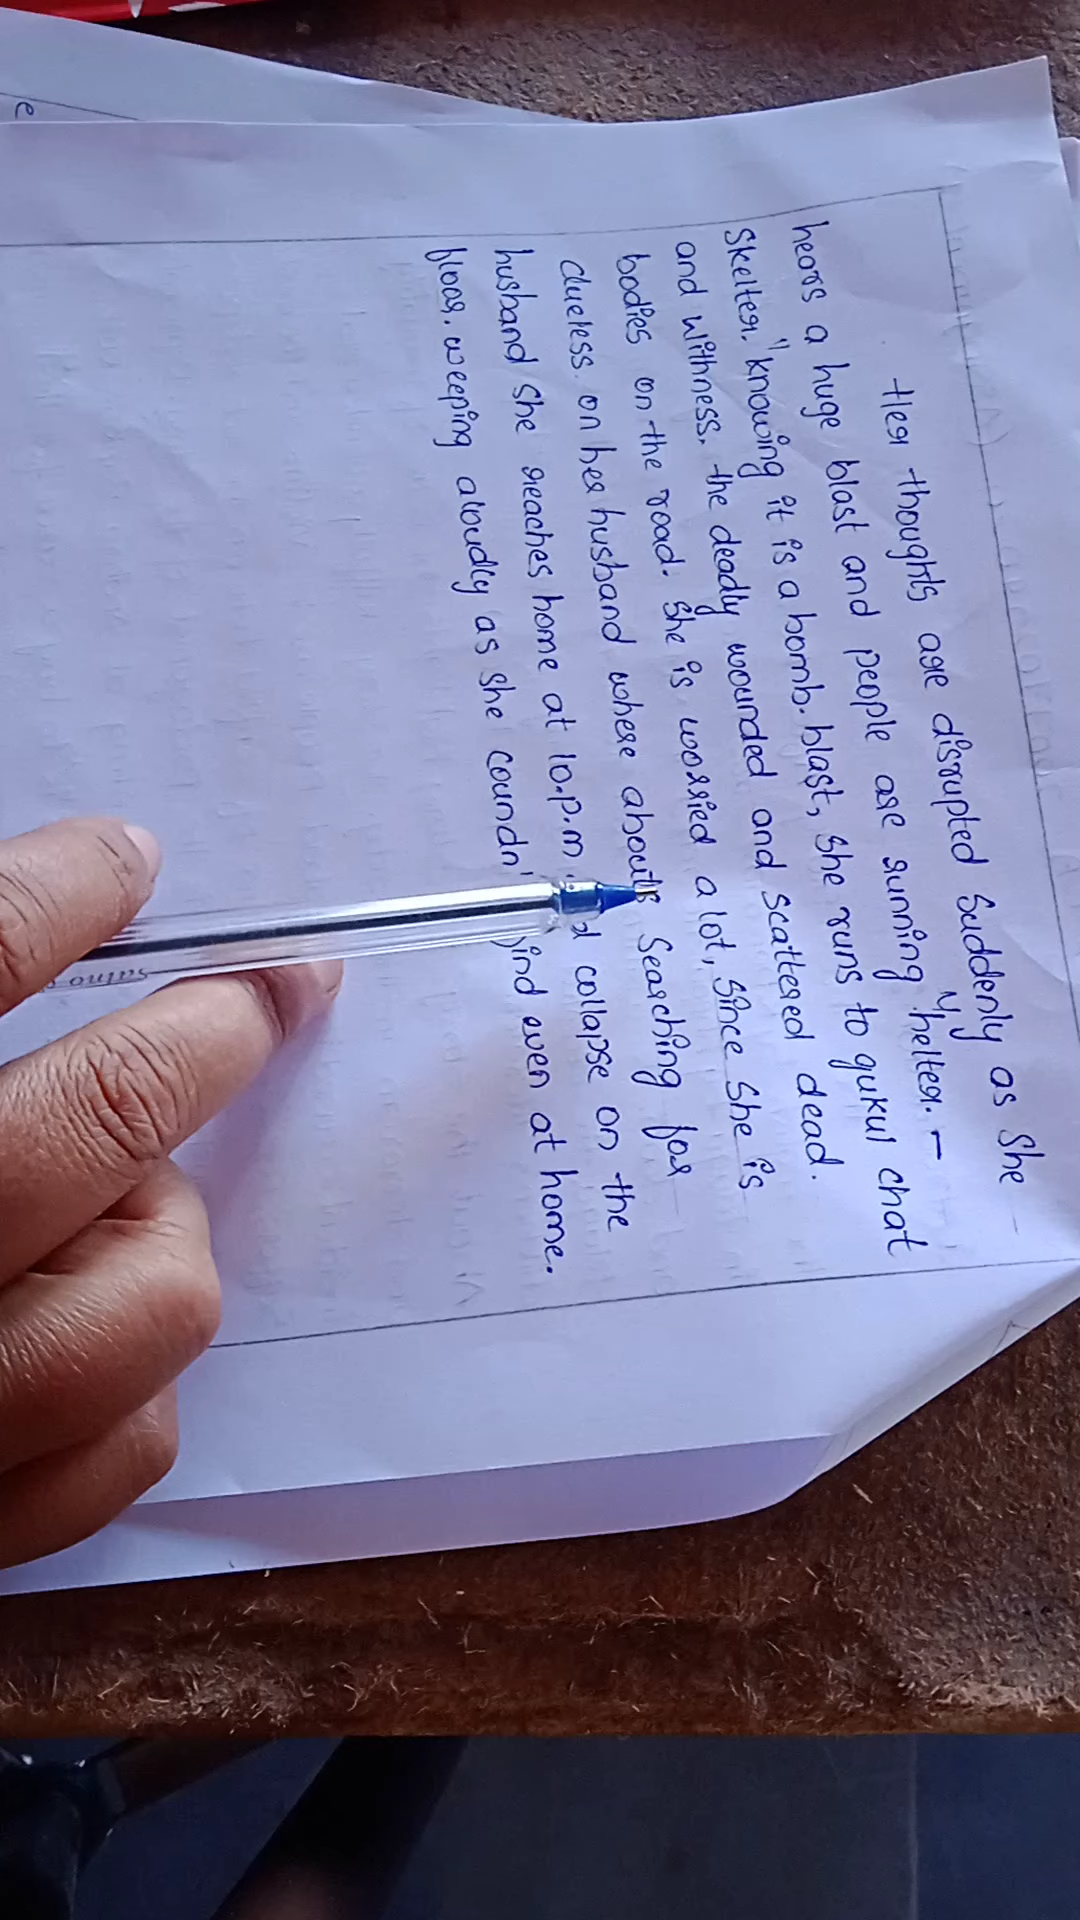 Her thoughts are disrupted suddenly as she
hears a huge blast and people are running "helter. -
skelter." knowing it is a bomb. blast, she runs to gukul chat
and withness. the deadly wounded and scattered dead.
bodies on the road. She is worried a lot, since she is
clueless on her husband where abouts searching for
husband she reaches home at 10.p.m collapse on the
floor. weeping aloudly as she coundn' find even at home.